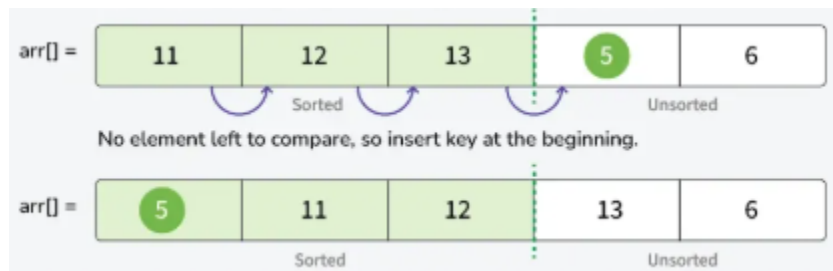 arr[] = 11 12 13 5 6
Sorted Unsorted
No element left to compare, so insert key at the beginning.
arr[] = 5 11 12 13 6
Sorted Unsorted